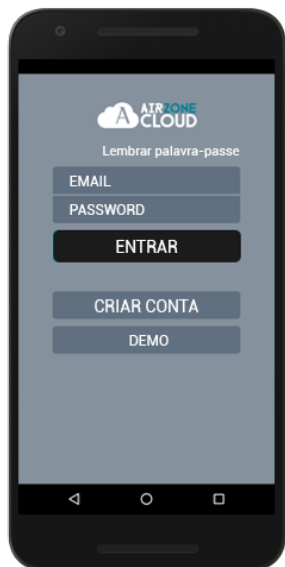 A AIRZONE
CLOUD
Lembrar palavra-passe
EMAIL
PASSWORD
ENTRAR
CRIAR CONTA
DEMO